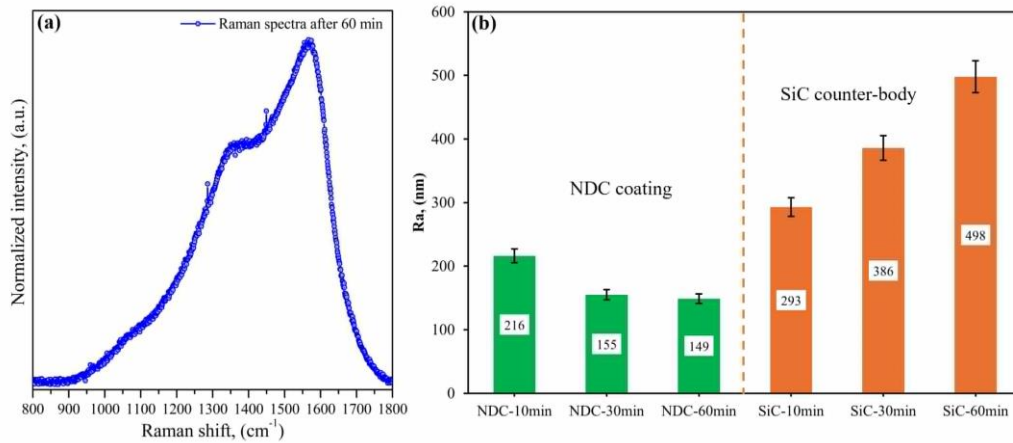 (a)
Raman spectra after 60 min
Normalized intensity, (a.u.)
800 900 1000 1100 1200 1300 1400 1500 1600 1700 1800
Raman shift, (cm⁻¹)
(b)
600
500
400
300
200
100
0
Ra, (nm)
NDC coating
SiC counter-body
216
155
149
293
386
498
NDC-10min NDC-30min NDC-60min SiC-10min SiC-30min SiC-60min